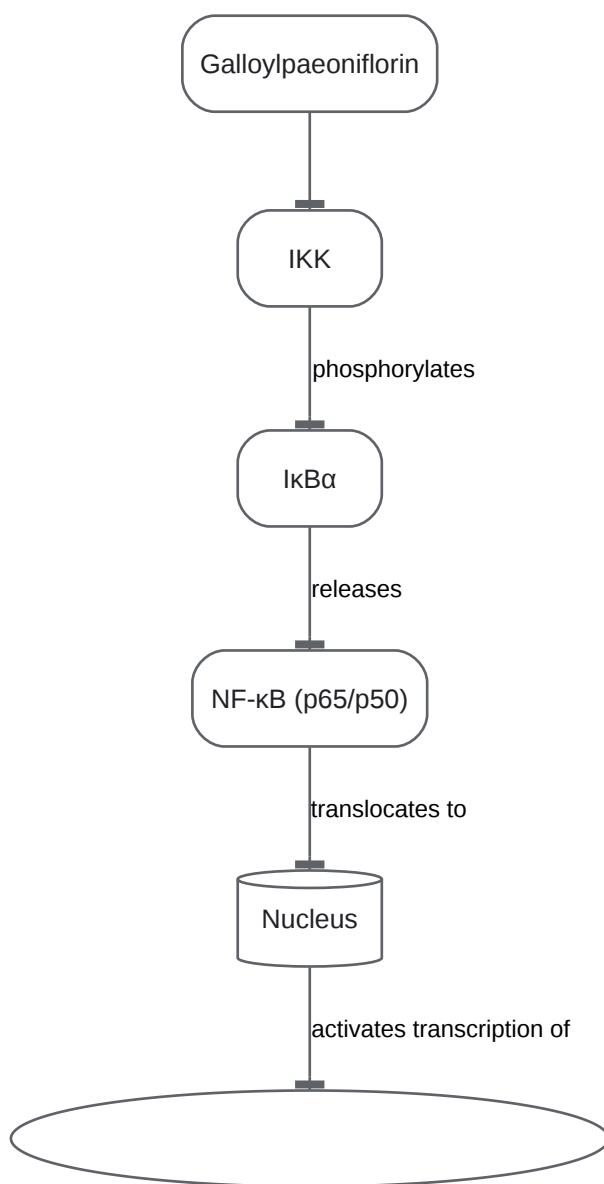 Galloylpaeoniflorin
IKK
phosphorylates
IκBα
releases
NF-κB (p65/p50)
translocates to
Nucleus
activates transcription of